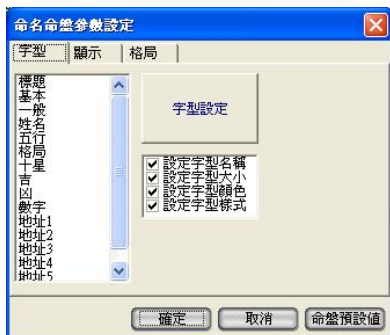 命名命盤參數設定
字型
顯示
格局
標題
基本
一般
姓名
五行
格局
十星
吉
凶
數字
地址1
地址2
地址3
地址4
地址5
字型設定
設定字型名稱
設定字型大小
設定字型顏色
設定字型樣式
確定
取消
命盤預設值